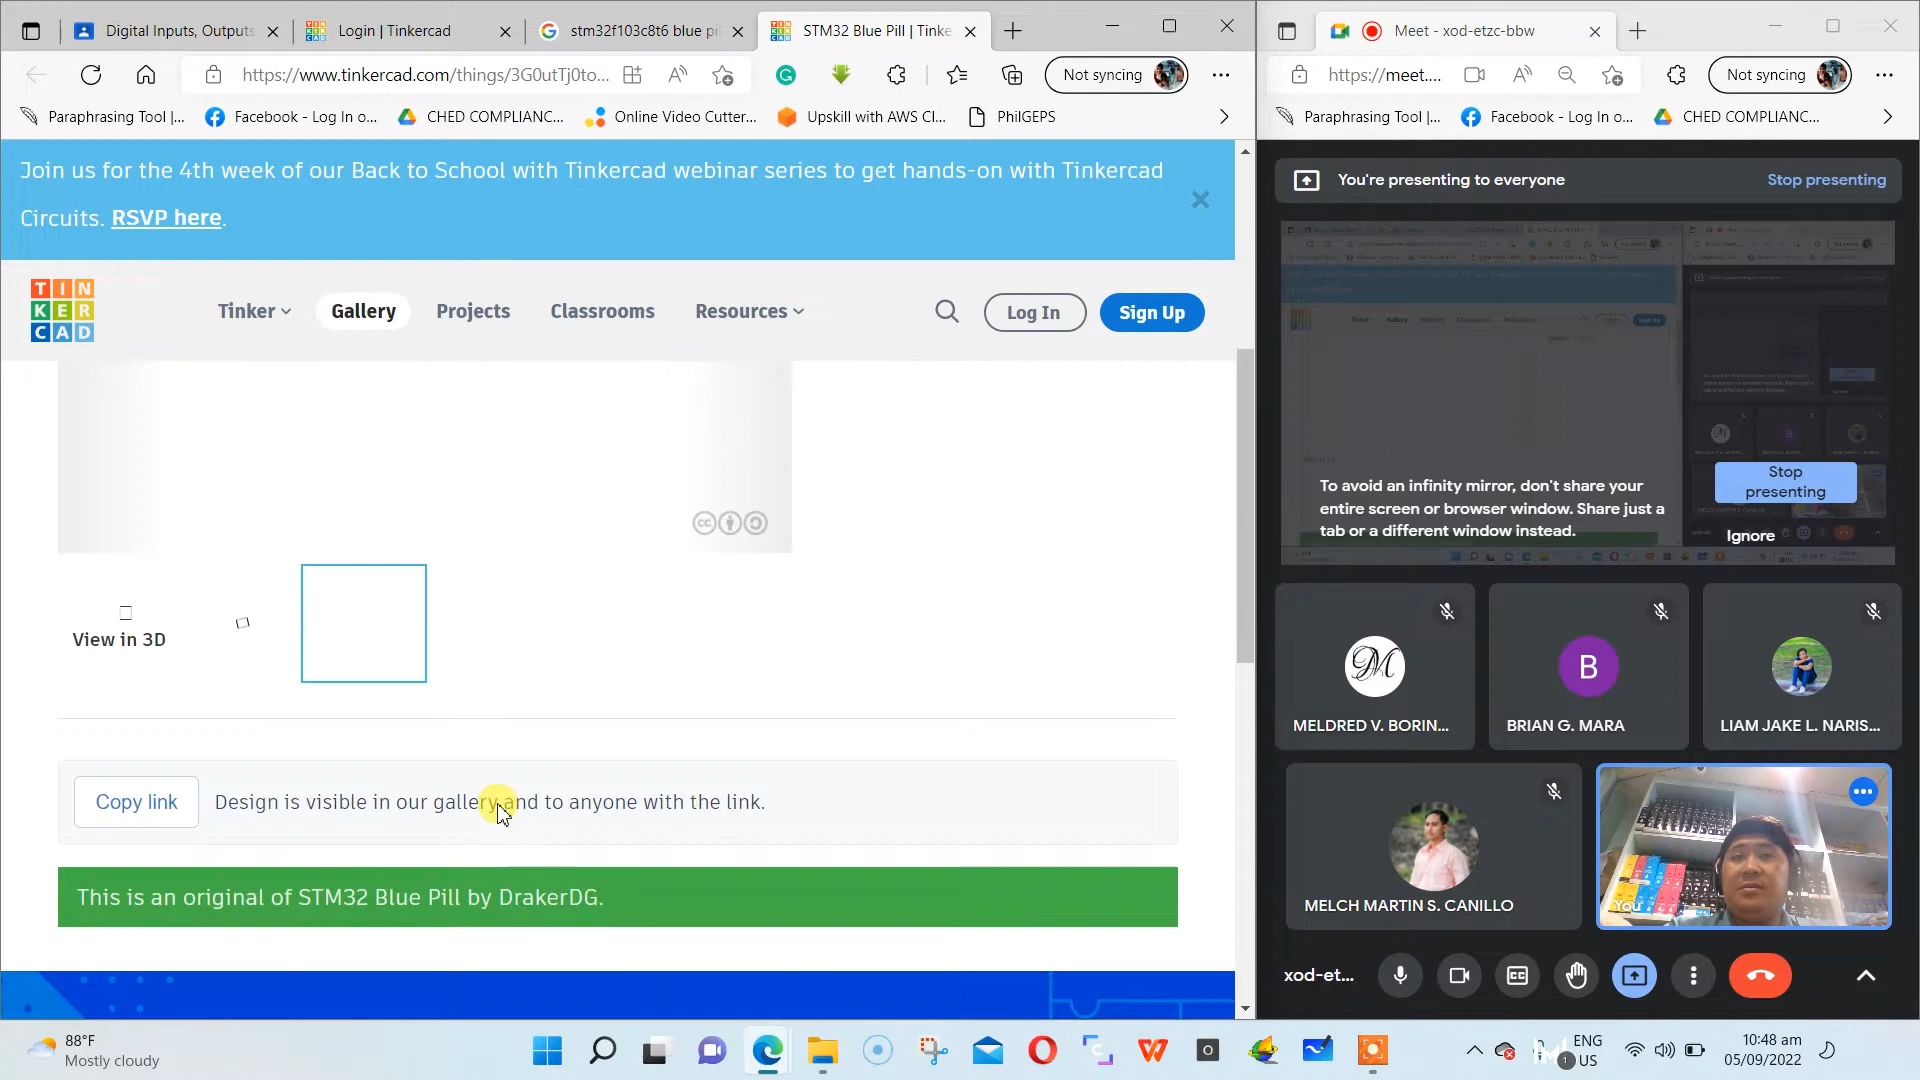 Digital Inputs, Outputs
Login | Tinkercad
stm32f103c8t6 blue pi
STM32 Blue Pill | Tinke
https://www.tinkercad.com/things/3G0utTj0to...
Not syncing
Paraphrasing Tool |...
Facebook - Log In o...
CHED COMPLIANC...
Online Video Cutter...
Upskill with AWS Cl...
PhilGEPS
Join us for the 4th week of our Back to School with Tinkercad webinar series to get hands-on with Tinkercad
Circuits. RSVP here.
TIN
KER
CAD
Tinker
Gallery
Projects
Classrooms
Resources
Log In
Sign Up
cc
View in 3D
Copy link
Design is visible in our gallery and to anyone with the link.
This is an original of STM32 Blue Pill by DrakerDG.
Meet - xod-etzc-bbw
https://meet....
Not syncing
Paraphrasing Tool |...
Facebook - Log In o...
CHED COMPLIANC...
You're presenting to everyone
Stop presenting
To avoid an infinity mirror, don't share your
entire screen or browser window. Share just a
tab or a different window instead.
Stop
presenting
Ignore
M
MELDRED V. BORIN...
B
BRIAN G. MARA
LIAM JAKE L. NARIS...
MELCH MARTIN S. CANILLO
You
xod-et...
88°F
Mostly cloudy
1
ENG
US
10:48 am
05/09/2022